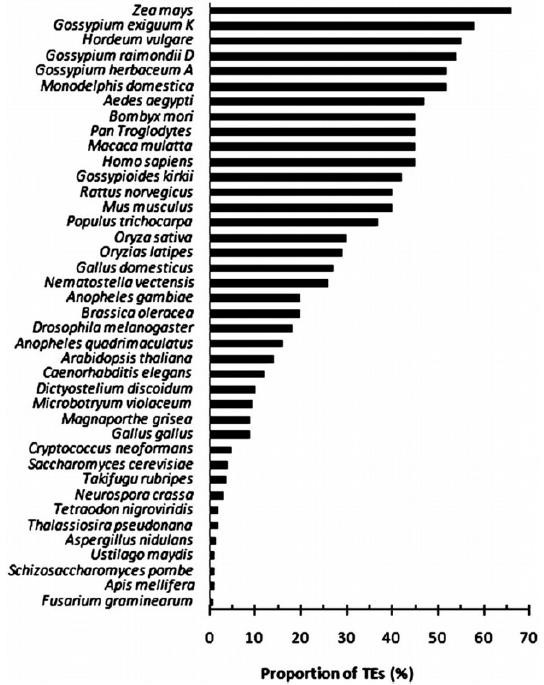 Zea mays
Gossypium exiguum K
Hordeum vulgare
Gossypium raimondii D
Gossypium herbaceum A
Monodelphis domestica
Aedes aegypti
Bombyx mori
Pan Troglodytes
Macaca mulatta
Homo sapiens
Gossypioides kirkii
Rattus norvegicus
Mus musculus
Populus trichocarpa
Oryza sativa
Oryzias latipes
Gallus domesticus
Nematostella vectensis
Anopheles gambiae
Brassica oleracea
Drosophila melanogaster
Anopheles quadrimaculatus
Arabidopsis thaliana
Caenorhabditis elegans
Dictyostelium discoidum
Microbotryum violaceum
Magnaporthe grisea
Gallus gallus
Cryptococcus neoformans
Saccharomyces cerevisiae
Takifugu rubripes
Neurospora crassa
Tetraodon nigroviridis
Thalassiosira pseudonana
Aspergillus nidulans
Ustilago maydis
Schizosaccharomyces pombe
Apis mellifera
Fusarium graminearum
0 10 20 30 40 50 60 70
Proportion of TEs (%)